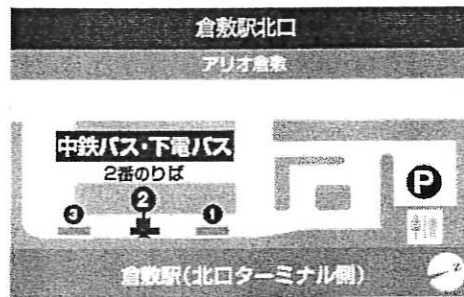 倉敷駅北口
アリオ倉敷
中鉄バス・下電バス
2番のりば
3 2 1
P
倉敷駅(北口ターミナル側)